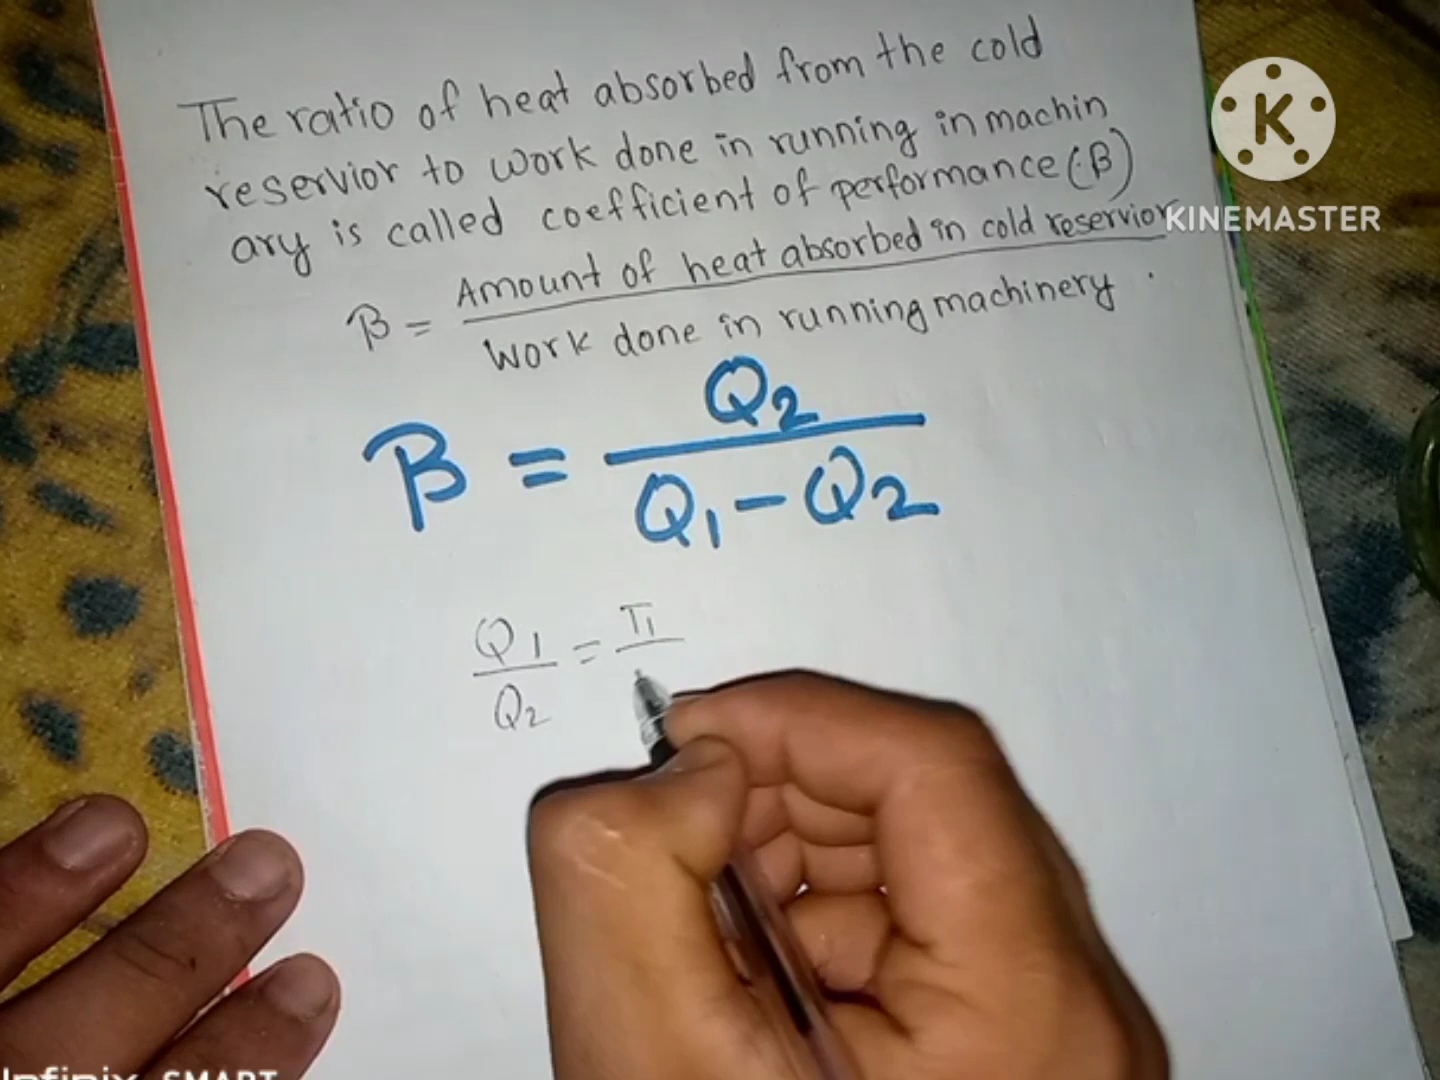 The ratio of heat absorbed from the cold
reservior to work done in running in machin
ary is called coefficient of performance (β)
β = Amount of heat absorbed in cold reservior
work done in running machinery .
β = Q2
Q1 - Q2
Q1 = T1
Q2
K
KINEMASTER
Infinix SMART